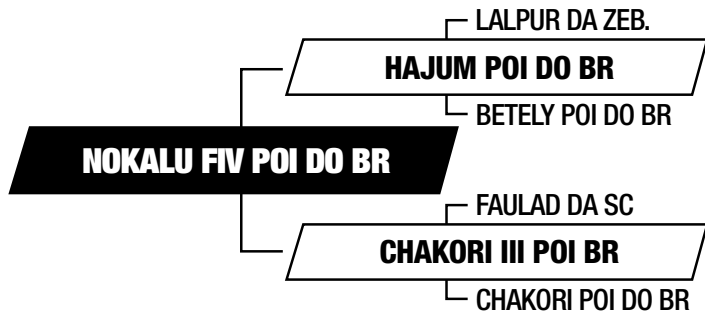 LALPUR DA ZEB.
HAJUM POI DO BR
BETELY POI DO BR
NOKALU FIV POI DO BR
FAULAD DA SC
CHAKORI III POI BR
CHAKORI POI DO BR